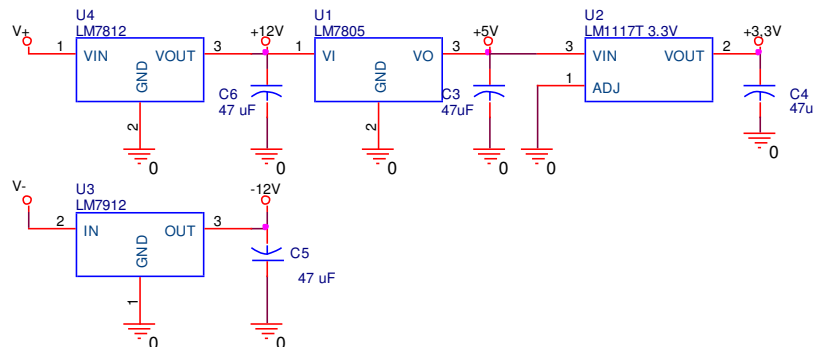 U4
LM7812
V+
1
VIN
VOUT
GND
3
2
0
+12V
C6
47 uF
0
U1
LM7805
1
VI
VO
GND
3
2
0
+5V
C3
47uF
0
U2
LM1117T 3.3V
3
VIN
VOUT
2
1
ADJ
0
+3.3V
C4
47u
0
U3
LM7912
V-
2
IN
OUT
GND
3
1
0
-12V
C5
47 uF
0